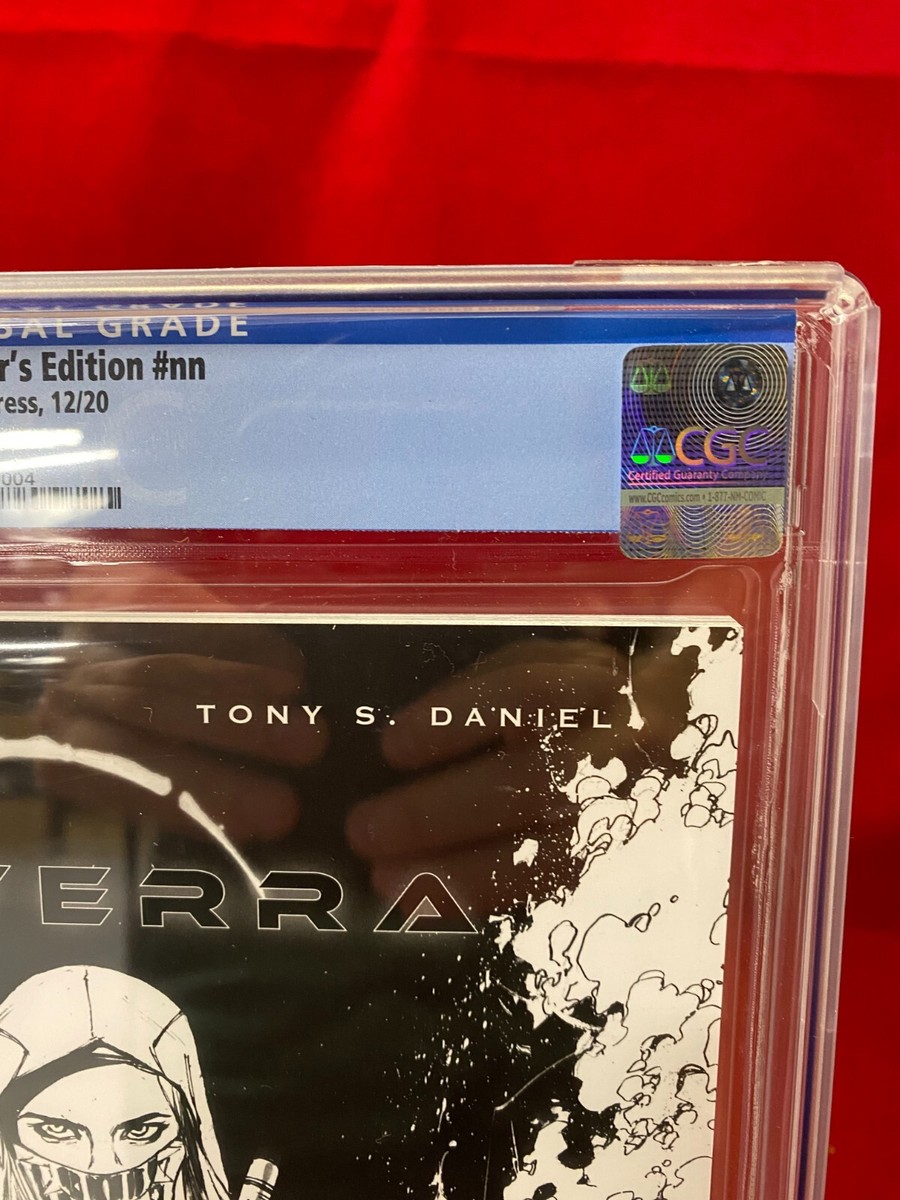 SAL GRADE
r's Edition #nn
ress, 12/20
004
CGC
Certified Guaranty Company
www.CGCcomics.com • 1-877-NM-COMIC
TONY S. DANIEL
ERRA